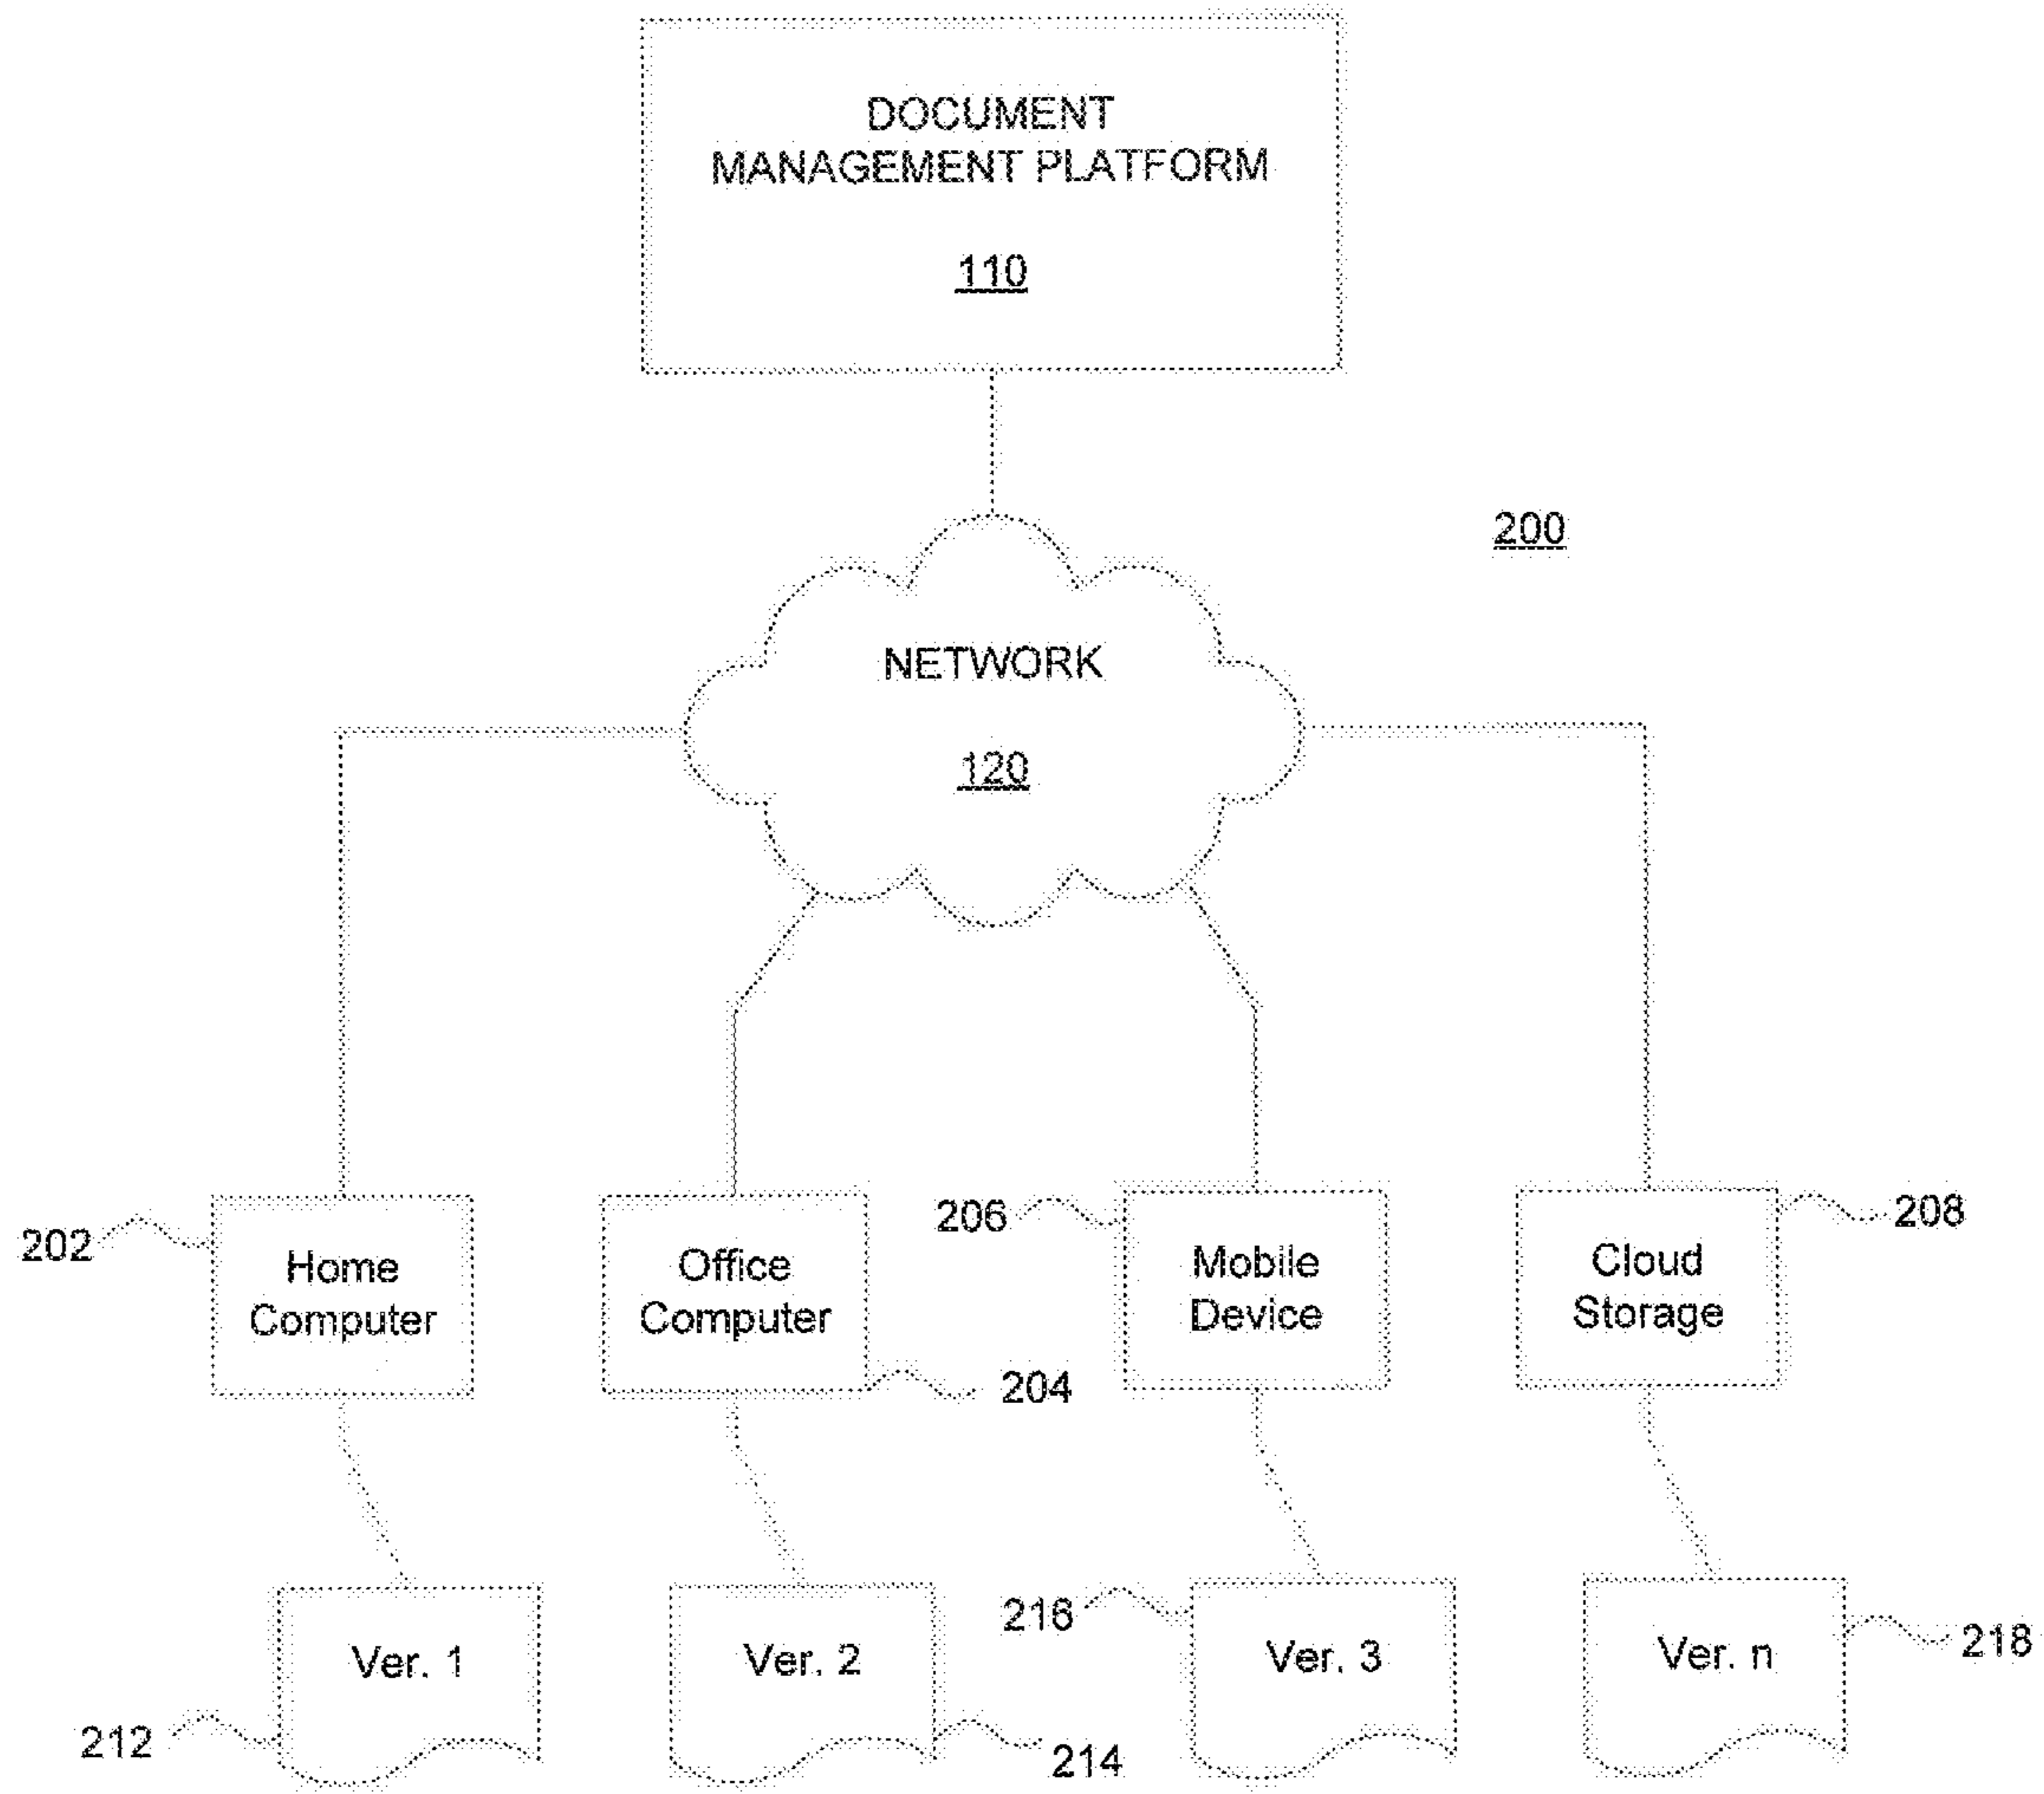 DOCUMENT
MANAGEMENT PLATFORM
110
200
NETWORK
120
202
Home
Computer
Office
Computer
204
206
Mobile
Device
208
Cloud
Storage
Ver. 1
212
Ver. 2
214
216
Ver. 3
Ver. n
218